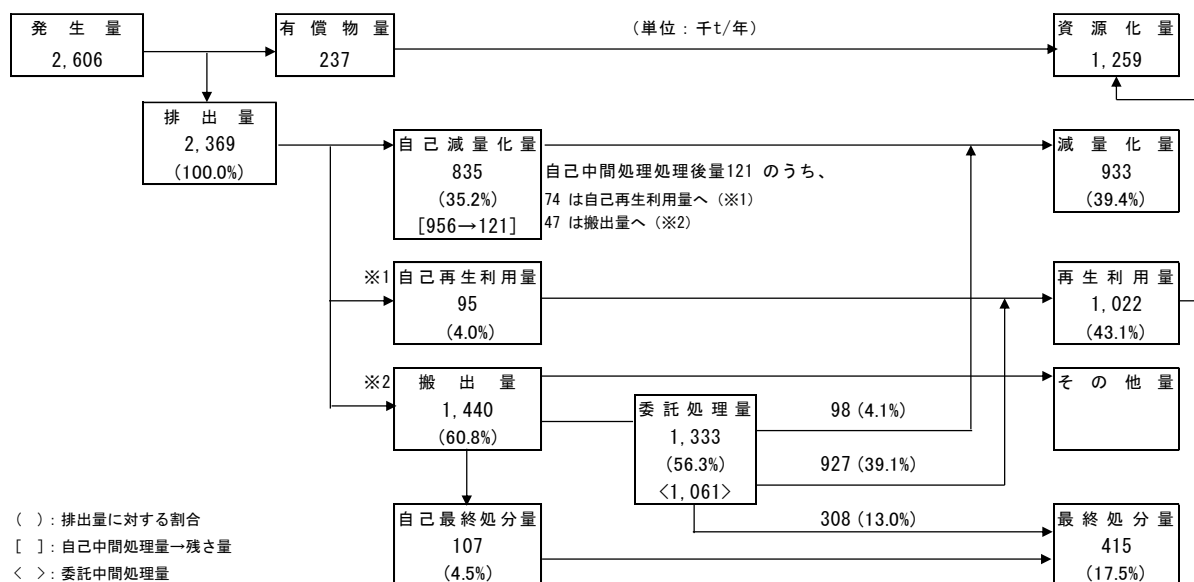 発生量
2,606
有償物量
237
(単位:千t/年)
資源化量
1,259
排出量
2,369
(100.0%)
自己減量化量
835
(35.2%)
[956→121]
自己中間処理処理後量121 のうち、
74 は自己再生利用量へ(※1)
47 は搬出量へ(※2)
減量化量
933
(39.4%)
※1
自己再生利用量
95
(4.0%)
再生利用量
1,022
(43.1%)
※2
搬出量
1,440
(60.8%)
委託処理量
1,333
(56.3%)
<1,061>
98 (4.1%)
927 (39.1%)
308 (13.0%)
その他量
自己最終処分量
107
(4.5%)
最終処分量
415
(17.5%)
( ):排出量に対する割合
[ ]:自己中間処理量→残さ量
< >:委託中間処理量